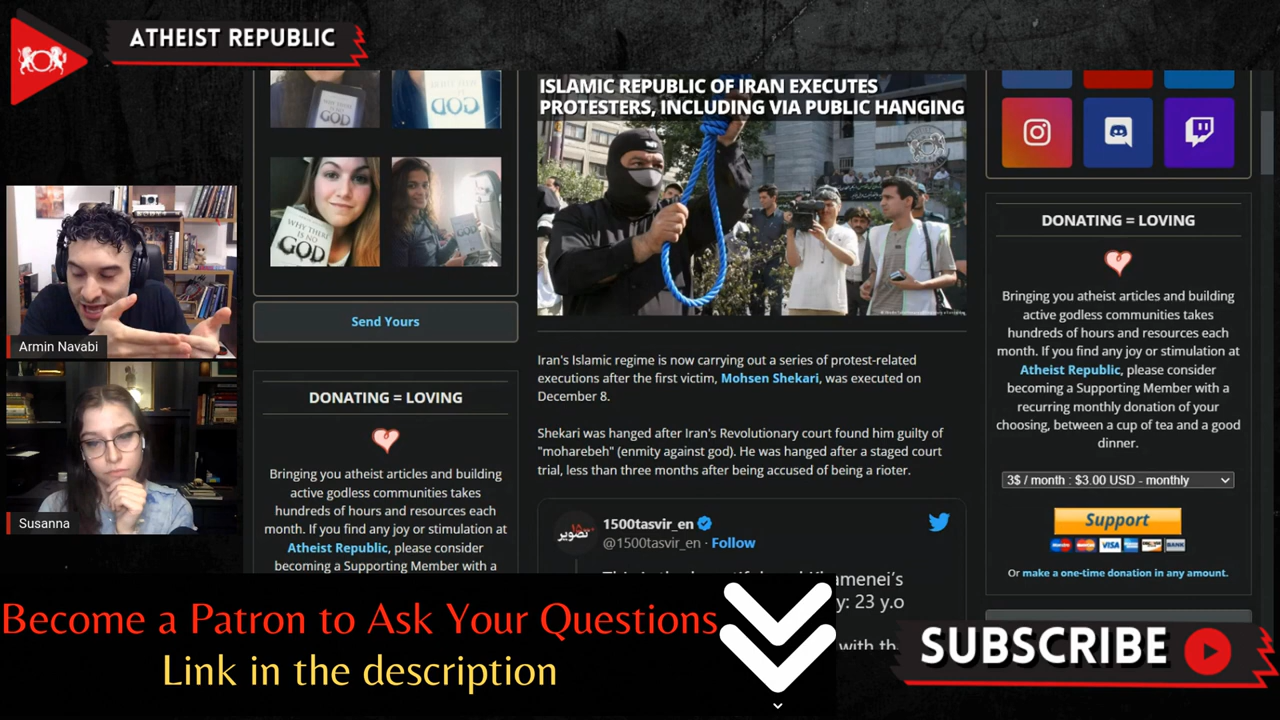 ATHEIST REPUBLIC
GOD
GOD
WHY THERE
IS NO
GOD
GOD
Send Yours
DONATING = LOVING
Bringing you atheist articles and building
active godless communities takes
hundreds of hours and resources each
month. If you find any joy or stimulation at
Atheist Republic, please consider
becoming a Supporting Member with a
ISLAMIC REPUBLIC OF IRAN EXECUTES
PROTESTERS, INCLUDING VIA PUBLIC HANGING
Iran's Islamic regime is now carrying out a series of protest-related
executions after the first victim, Mohsen Shekari, was executed on
December 8.
Shekari was hanged after Iran's Revolutionary court found him guilty of
"moharebeh" (enmity against god). He was hanged after a staged court
trial, less than three months after being accused of being a rioter.
تصویر
1500tasvir_en
@1500tasvir_en · Follow
amenei's
y: 23 y.o
with th
DONATING = LOVING
Bringing you atheist articles and building
active godless communities takes
hundreds of hours and resources each
month. If you find any joy or stimulation at
Atheist Republic, please consider
becoming a Supporting Member with a
recurring monthly donation of your
choosing, between a cup of tea and a good
dinner.
3$ / month : $3.00 USD - monthly
Support
VISA
BANK
Or make a one-time donation in any amount.
Armin Navabi
Susanna
Become a Patron to Ask Your Questions
Link in the description
SUBSCRIBE